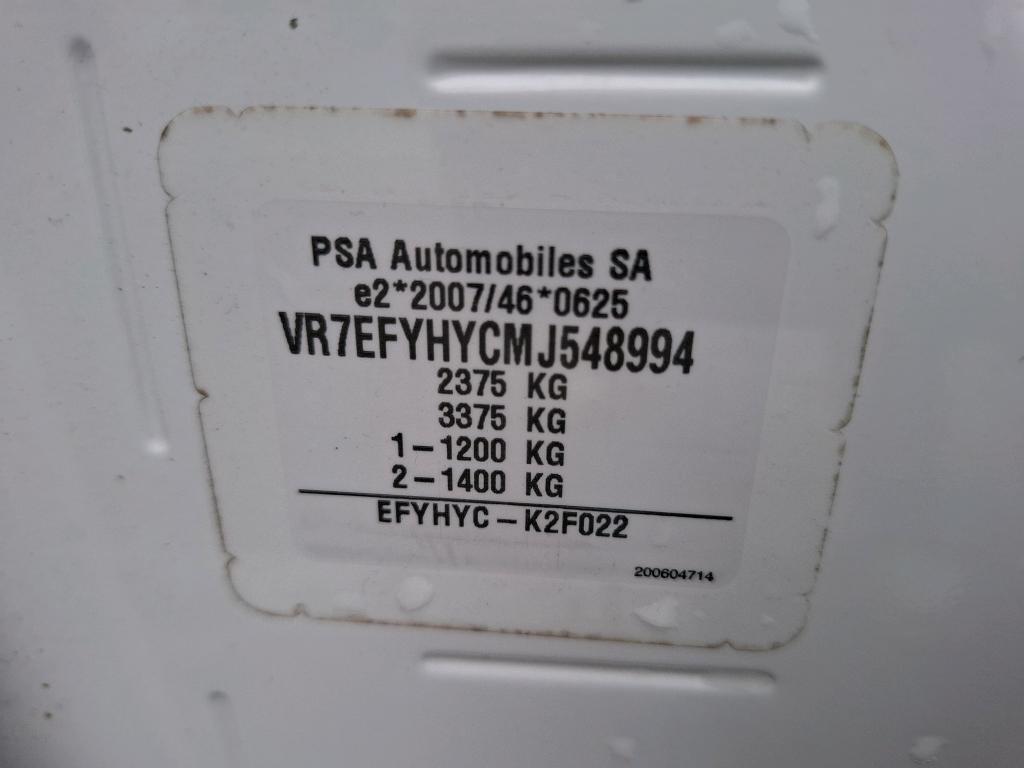 PSA Automobiles SA
e2*2007/46*0625
VR7EFYHYCMJ548994
2375 KG
3375 KG
1-1200 KG
2-1400 KG
EFYHYC-K2F022
200604714